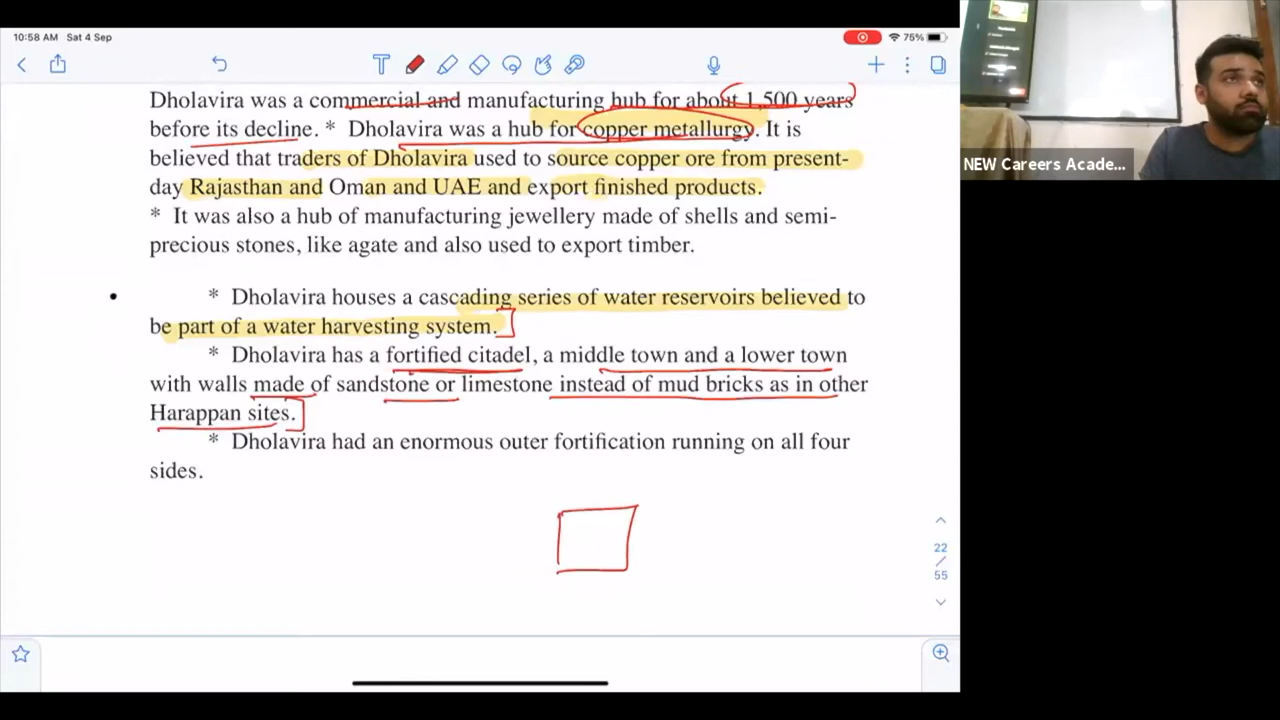 10:58 AM Sat 4 Sep
75%
Dholavira was a commercial and manufacturing hub for about 1,500 years
before its decline. * Dholavira was a hub for copper metallurgy. It is
believed that traders of Dholavira used to source copper ore from present-
day Rajasthan and Oman and UAE and export finished products.
* It was also a hub of manufacturing jewellery made of shells and semi-
precious stones, like agate and also used to export timber.
• * Dholavira houses a cascading series of water reservoirs believed to
be part of a water harvesting system.
* Dholavira has a fortified citadel, a middle town and a lower town
with walls made of sandstone or limestone instead of mud bricks as in other
Harappan sites.
* Dholavira had an enormous outer fortification running on all four
sides.
22
/
55
NEW Careers Acade...